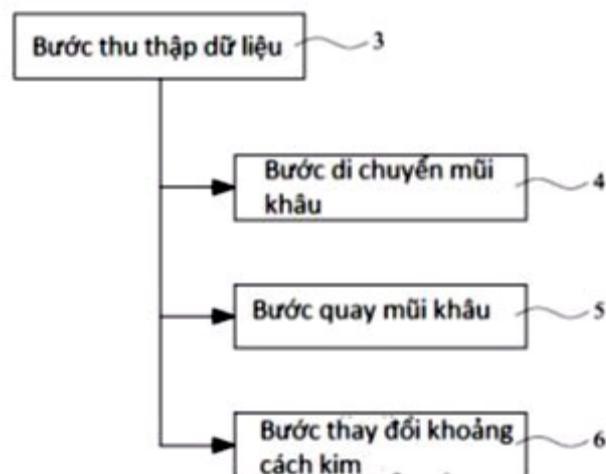 Bước thu thập dữ liệu 3
Bước di chuyển mũi
khâu
4
Bước quay mũi khâu 5
Bước thay đổi khoảng
cách kim
6